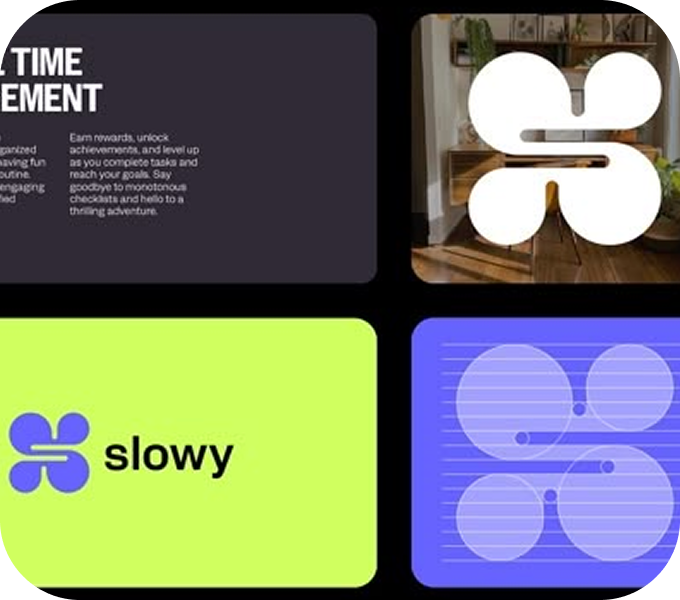 TIME
EMENT
ganized
aving fun
outine.
engaging
fied
Earn rewards, unlock
achievements, and level up
as you complete tasks and
reach your goals. Say
goodbye to monotonous
checklists and hello to a
thrilling adventure.
slowy